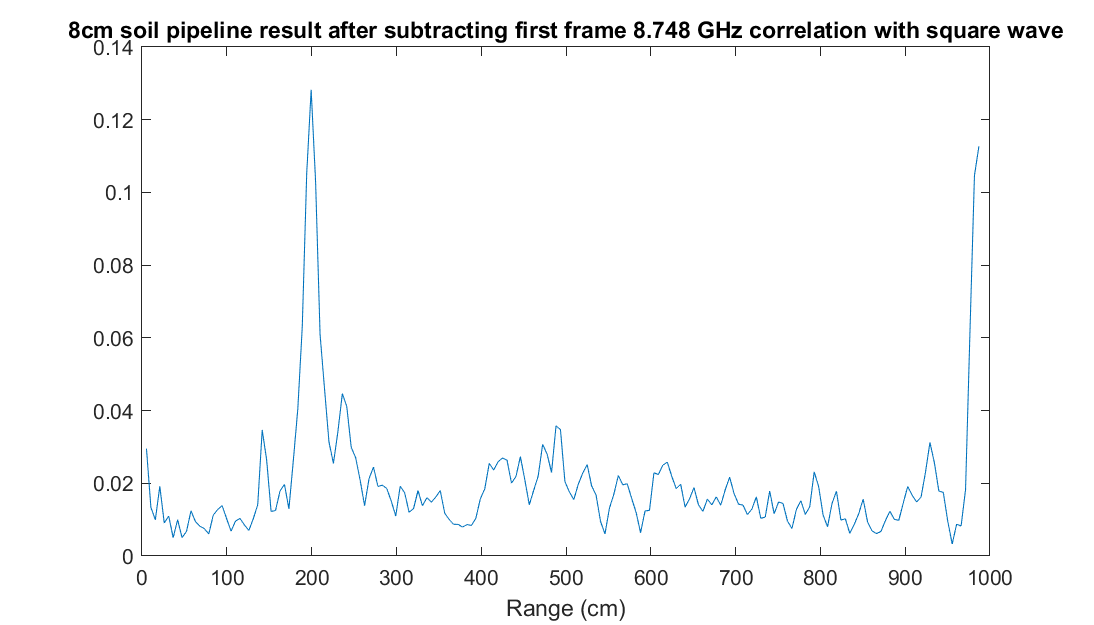 8cm soil pipeline result after subtracting first frame 8.748 GHz correlation with square wave
0.14
0.12
0.1
0.08
0.06
0.04
0.02
0
0 100 200 300 400 500 600 700 800 900 1000
Range (cm)